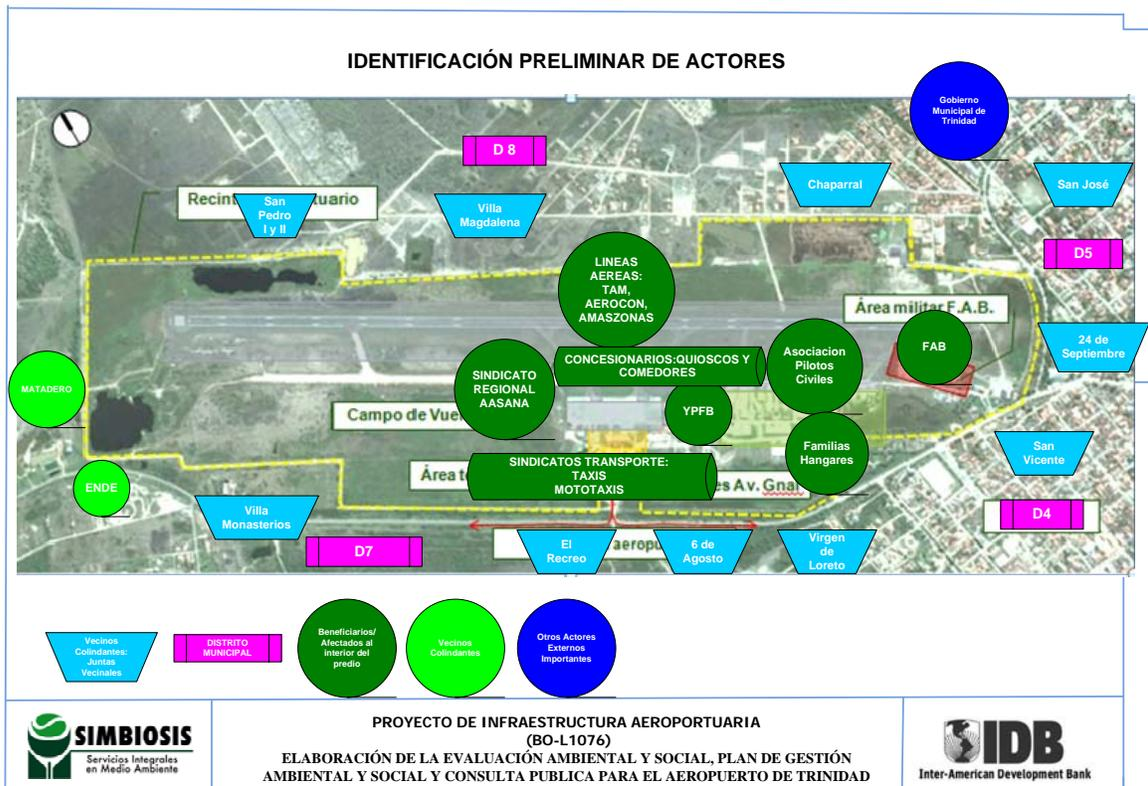 IDENTIFICACIÓN PRELIMINAR DE ACTORES
Gobierno
Municipal de
Trinidad
D 8
Chaparral
San José
San
Pedro
I y II
Villa
Magdalena
D5
LINEAS
AEREAS:
TAM,
AEROCON,
AMASZONAS
Área militar F.A.B.
24 de
Septiembre
FAB
CONCESIONARIOS:QUIOSCOS Y
COMEDORES
Asociacion
Pilotos
Civiles
MATADERO
SINDICATO
REGIONAL
AASANA
YPFB
Campo de
Familias
Hangares
San
Vicente
SINDICATOS TRANSPORTE:
TAXIS
MOTOTAXIS
Área
Av. Gnal
ENDE
Villa
Monasterios
D4
D7
El
Recreo
6 de
Agosto
Virgen
de
Loreto
Vecinos
Colindantes:
Juntas
Vecinales
DISTRITO
MUNICIPAL
Beneficiarios/
Afectados al
interior del
predio
Vecinos
Colindantes
Otros Actores
Externos
Importantes
SIMBIOSIS
Servicios Integrales
en Medio Ambiente
PROYECTO DE INFRAESTRUCTURA AEROPORTUARIA
(BO-L1076)
ELABORACIÓN DE LA EVALUACIÓN AMBIENTAL Y SOCIAL, PLAN DE GESTIÓN
AMBIENTAL Y SOCIAL Y CONSULTA PUBLICA PARA EL AEROPUERTO DE TRINIDAD
IDB
Inter-American Development Bank